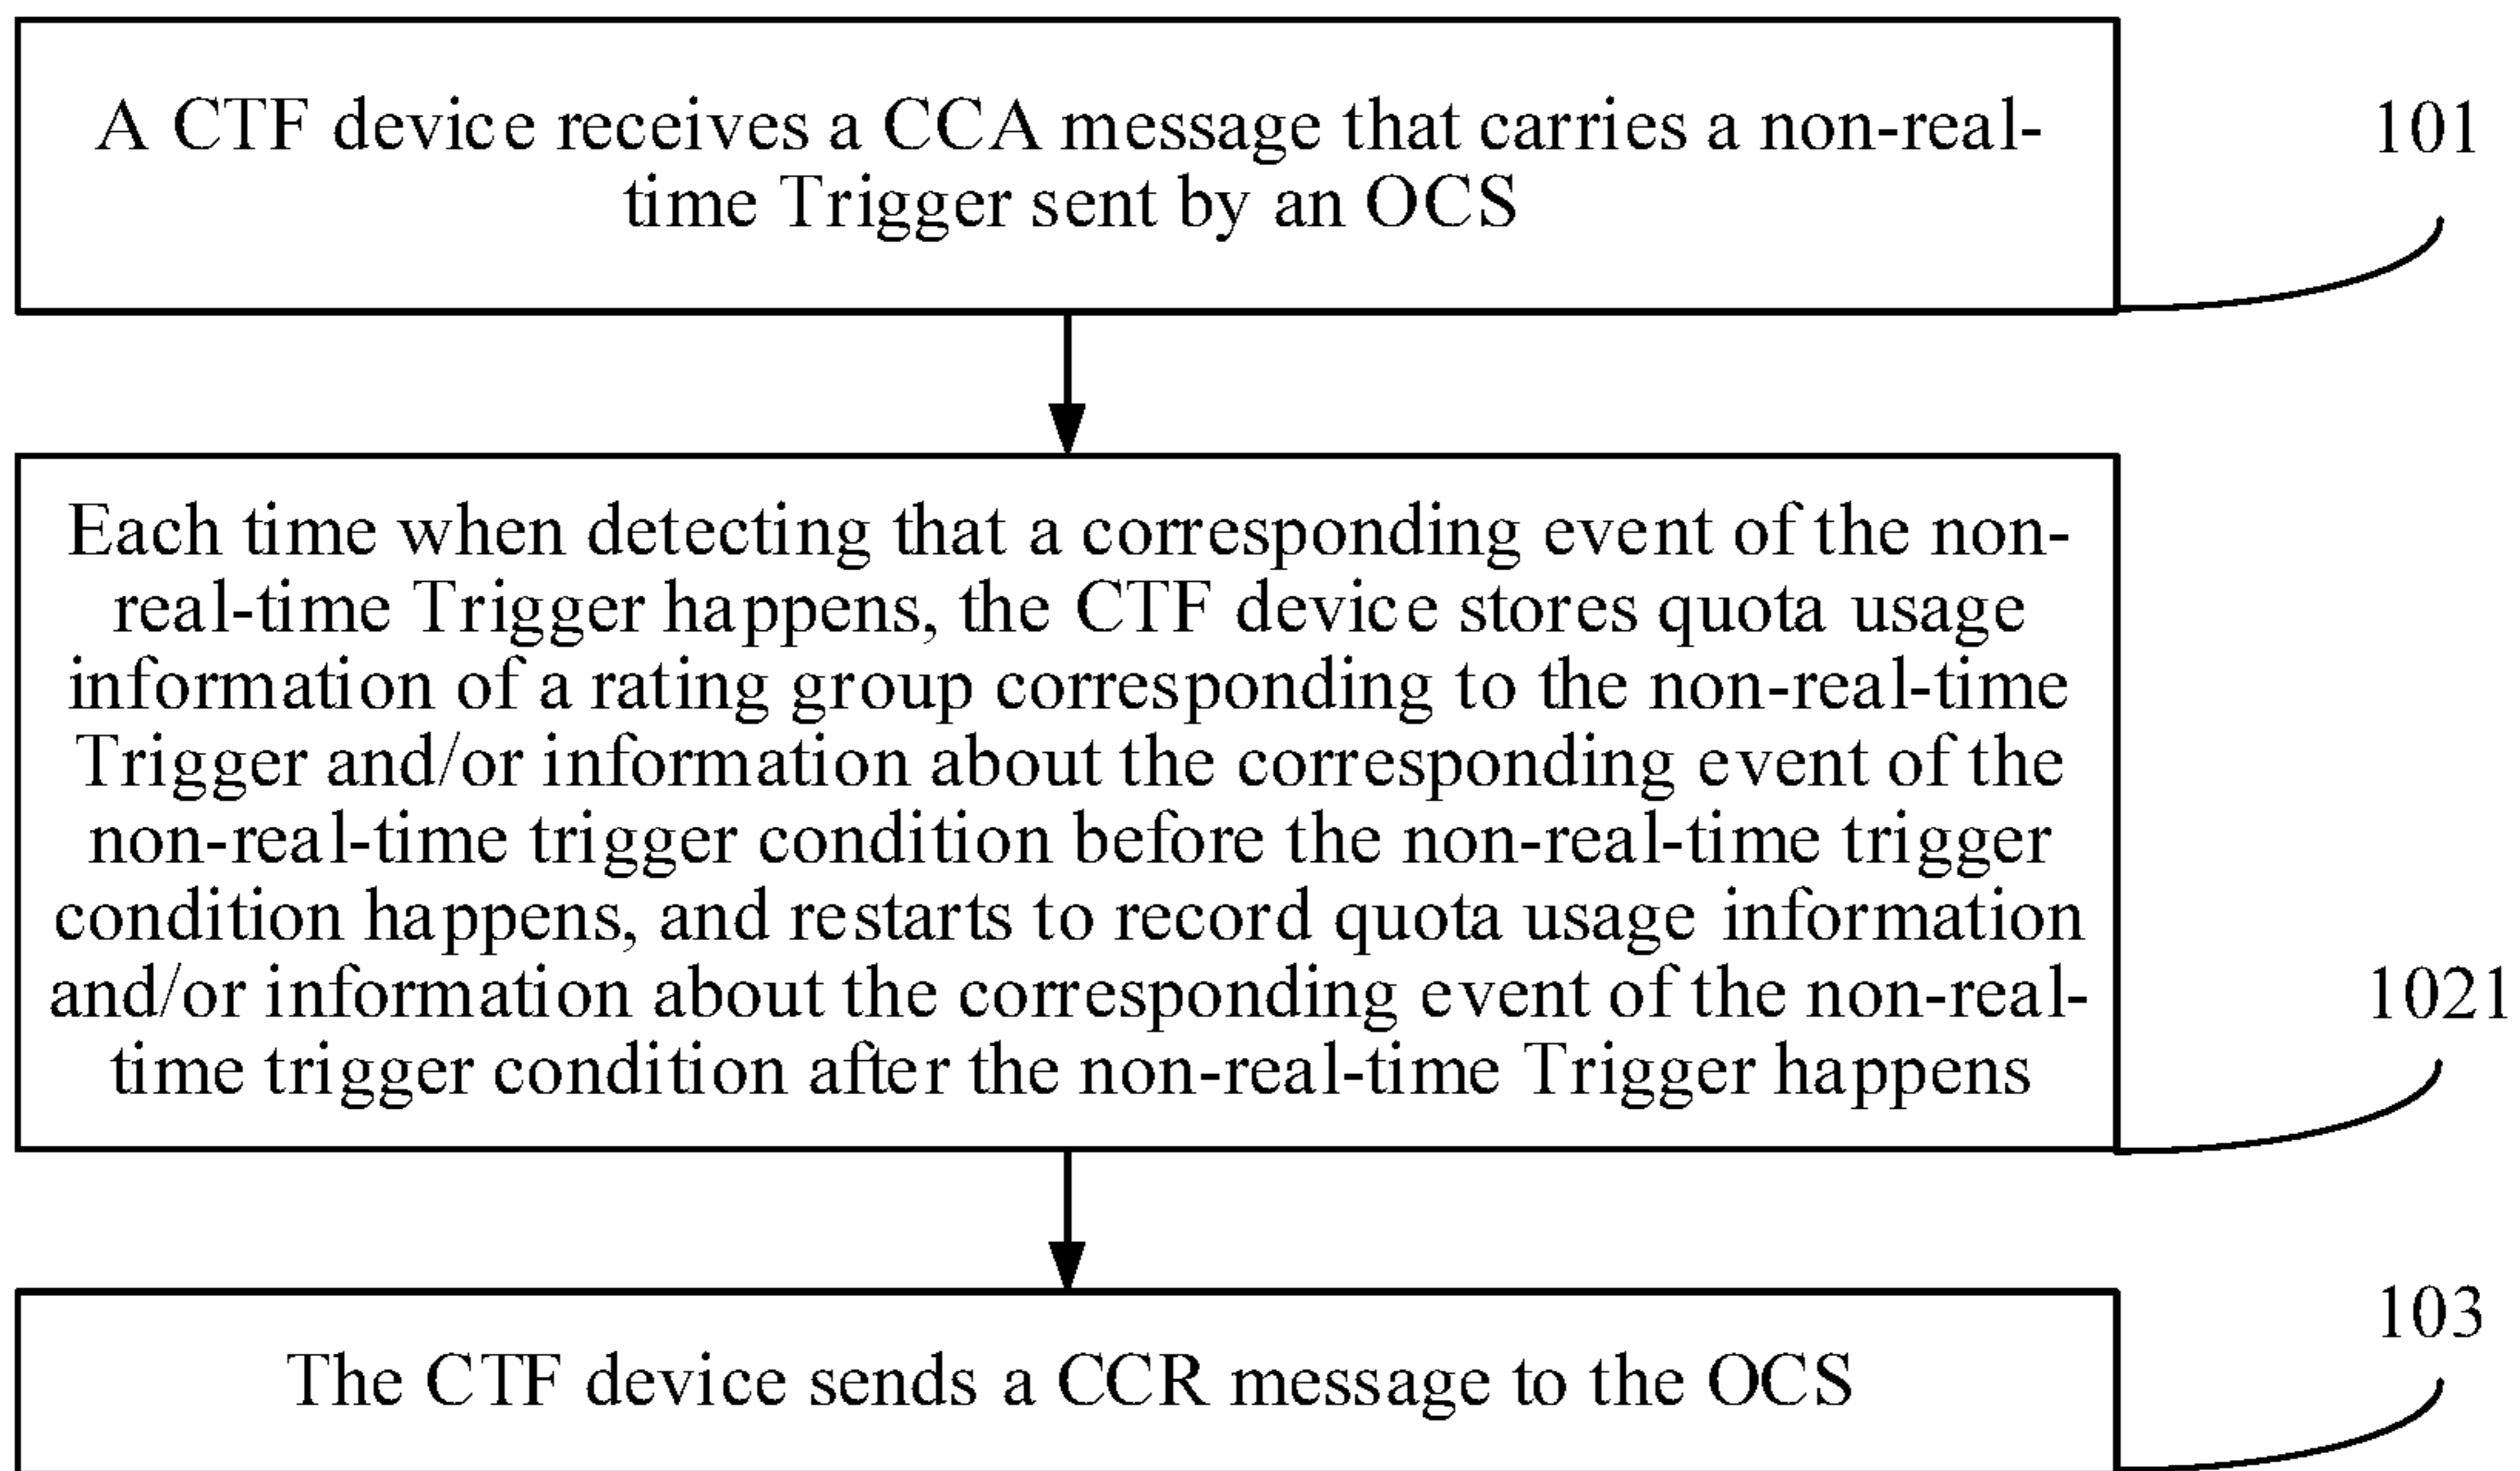 A CTF device receives a CCA message that carries a non-real-
time Trigger sent by an OCS
101
Each time when detecting that a corresponding event of the non-
real-time Trigger happens, the CTF device stores quota usage
information of a rating group corresponding to the non-real-time
Trigger and/or information about the corresponding event of the
non-real-time trigger condition before the non-real-time trigger
condition happens, and restarts to record quota usage information
and/or information about the corresponding event of the non-real-
time trigger condition after the non-real-time Trigger happens
1021
The CTF device sends a CCR message to the OCS
103